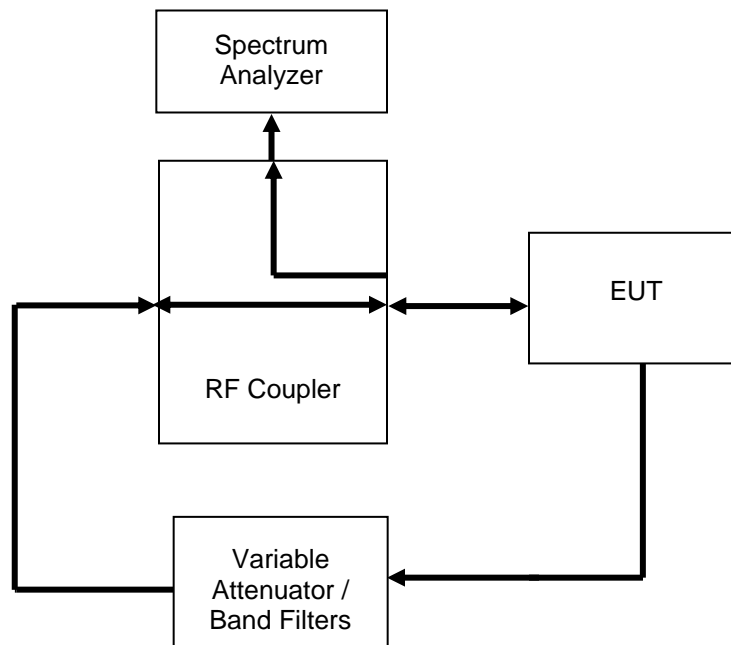 Spectrum
Analyzer
EUT
RF Coupler
Variable
Attenuator /
Band Filters